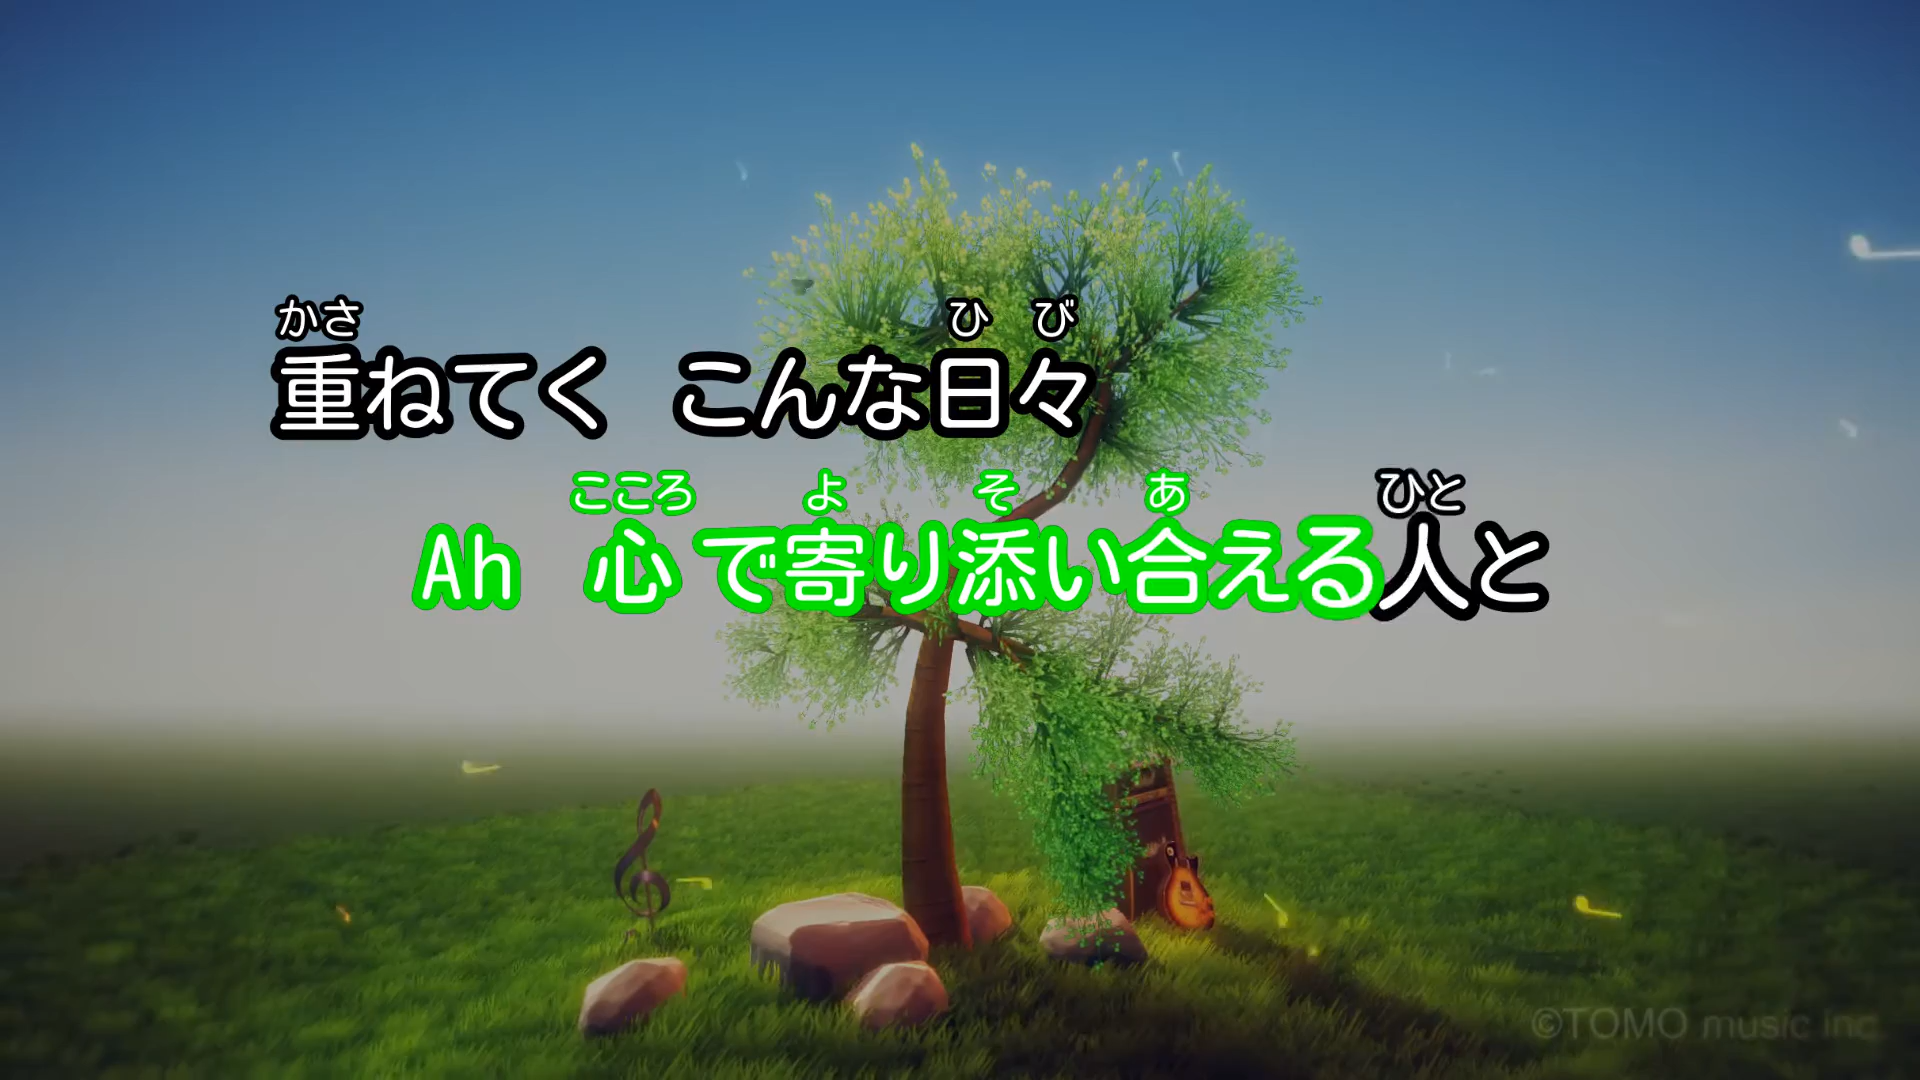 かさ ひ び
重ねてく こんな日々
こころ よ そ あ ひと
Ah 心で寄り添い合える人と
©TOMO music inc